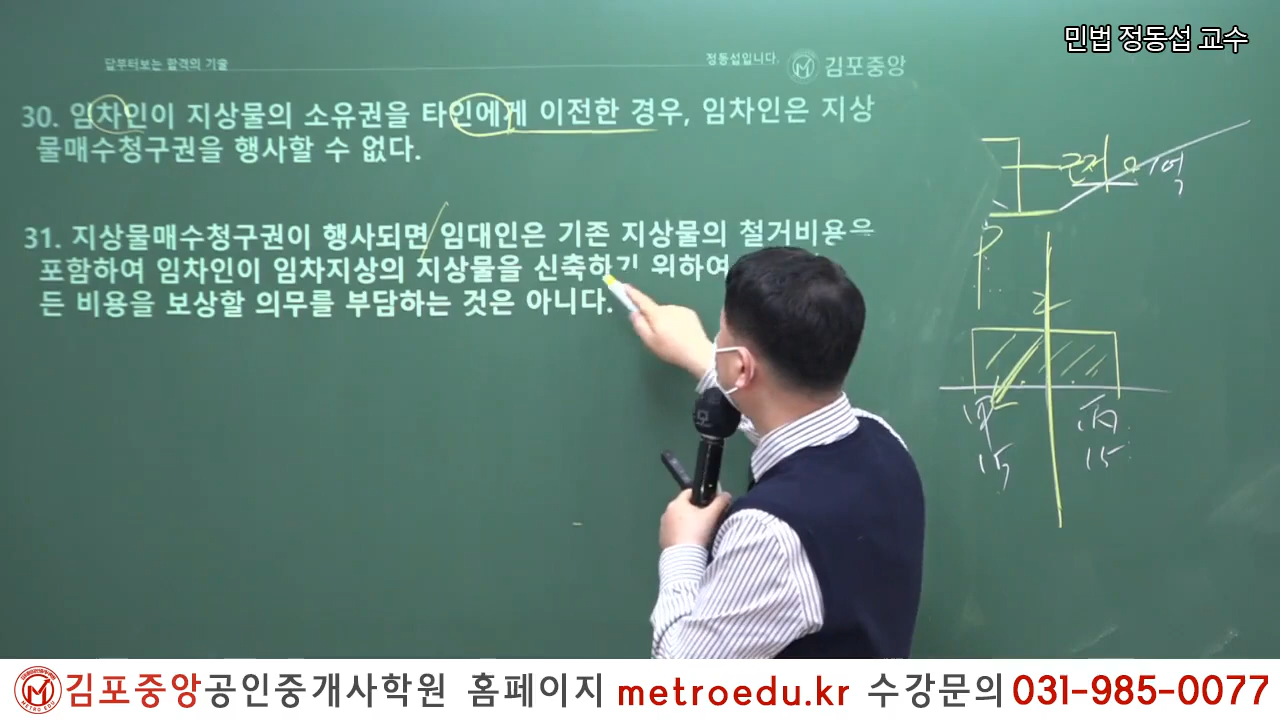 민법 정동섭 교수
답부터보는 합격의 기술
정동섭입니다.
김포중앙
30. 임차인이 지상물의 소유권을 타인에게 이전한 경우, 임차인은 지상
물매수청구권을 행사할 수 없다.
31. 지상물매수청구권이 행사되면 임대인은 기존 지상물의 철거비용을
포함하여 임차인이 임차지상의 지상물을 신축하기 위하여
든 비용을 보상할 의무를 부담하는 것은 아니다.
근저
1억
P
Z
甲 丙
15 15
김포중앙공인중개사학원 홈페이지 metroedu.kr 수강문의 031-985-0077